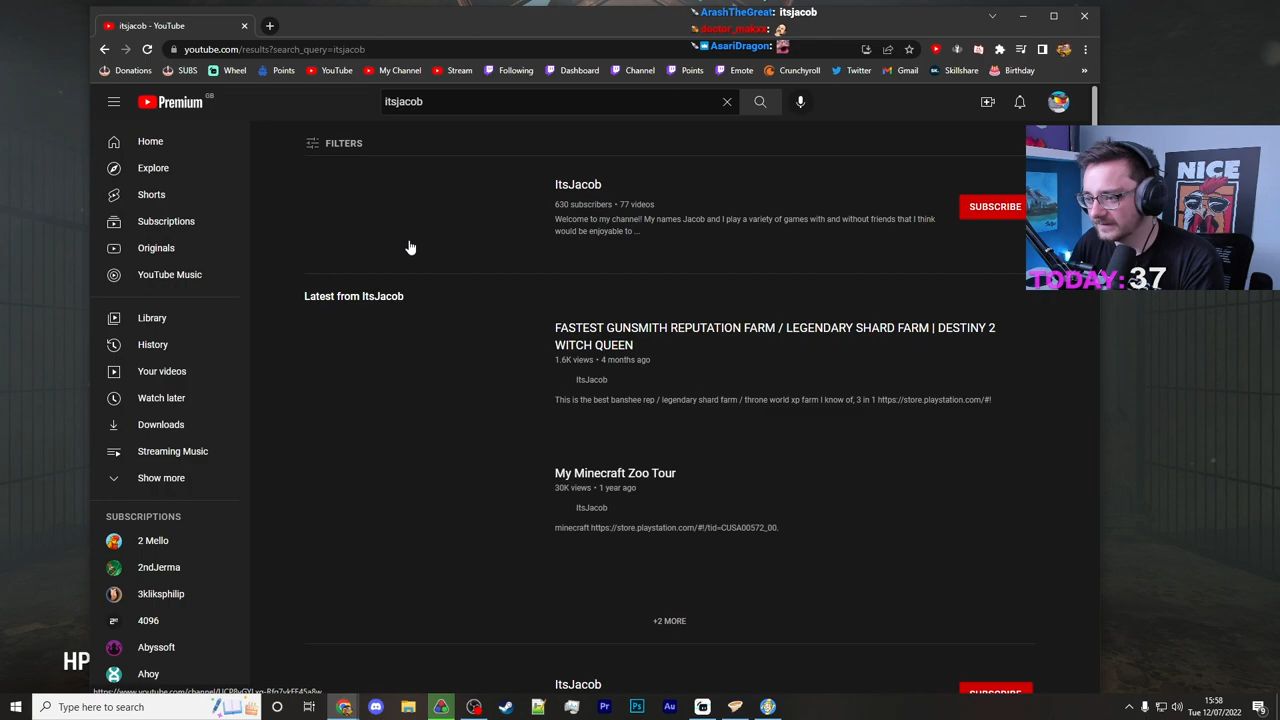 itsjacob - YouTube
ArashTheGreat: itsjacob
doctor_makxx:
AsariDragon:
youtube.com/results?search_query=itsjacob
Donations SUBS Wheel Points YouTube My Channel Stream Following Dashboard Channel Points Emote Crunchyroll Twitter Gmail Skillshare Birthday
Premium GB
itsjacob
Home
Explore
Shorts
Subscriptions
Originals
YouTube Music
Library
History
Your videos
Watch later
Downloads
Streaming Music
Show more
SUBSCRIPTIONS
2 Mello
2ndJerma
3kliksphilip
4096
Abyssoft
Ahoy
FILTERS
ItsJacob
630 subscribers • 77 videos
Welcome to my channel! My names Jacob and I play a variety of games with and without friends that I think
would be enjoyable to ...
SUBSCRIBE
Latest from ItsJacob
FASTEST GUNSMITH REPUTATION FARM / LEGENDARY SHARD FARM | DESTINY 2
WITCH QUEEN
1.6K views • 4 months ago
ItsJacob
This is the best banshee rep / legendary shard farm / throne world xp farm I know of, 3 in 1 https://store.playstation.com/#!
My Minecraft Zoo Tour
30K views • 1 year ago
ItsJacob
minecraft https://store.playstation.com/#!/tid=CUSA00572_00.
+2 MORE
ItsJacob
SUBSCRIBE
NICE
TODAY: 37
HP
Type here to search
15:58
Tue 12/07/2022